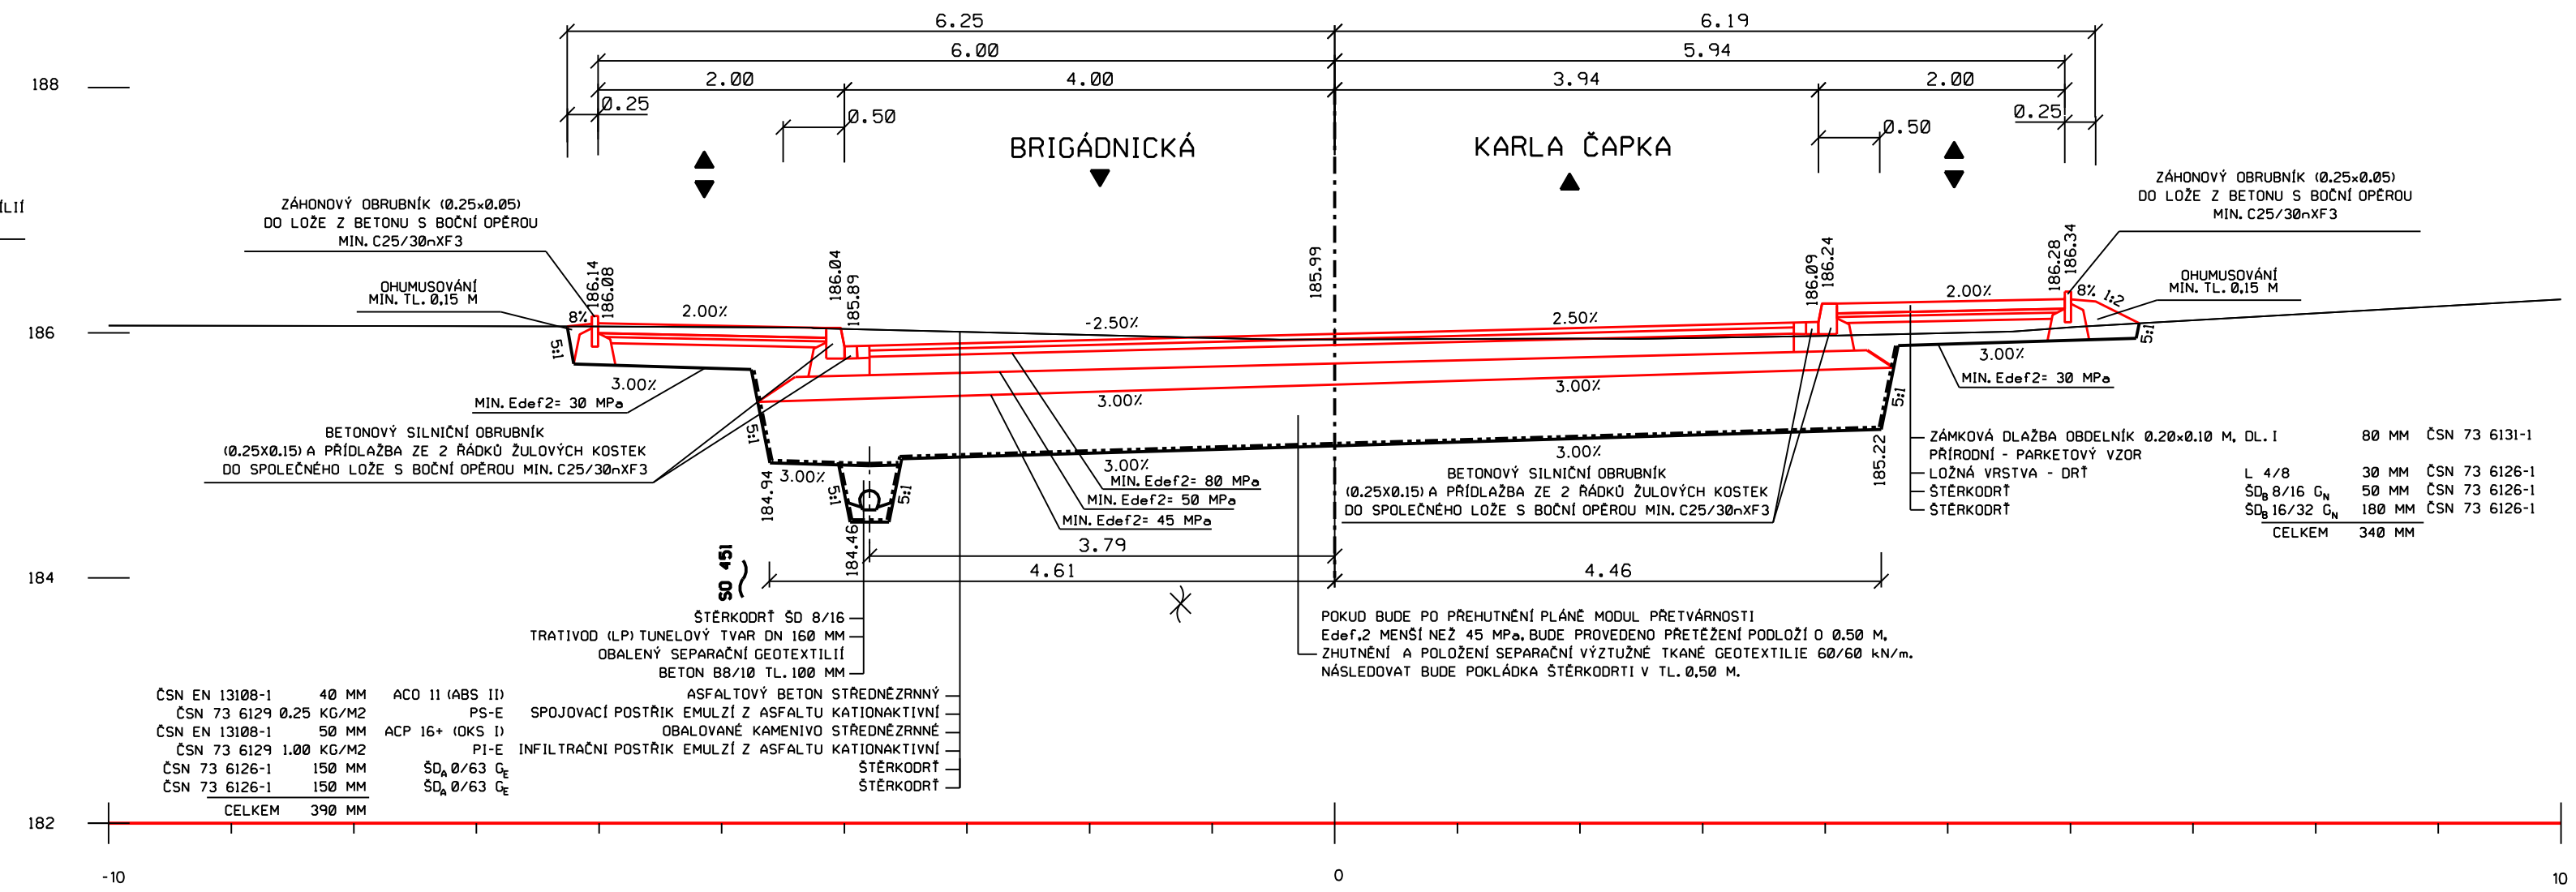 6.25
6.19
6.00
5.94
188
2.00
4.00
3.94
2.00
0.25
0.50
0.25
0.50
BRIGÁDNICKÁ
KARLA ČAPKA
ZÁHONOVÝ OBRUBNÍK (0.25x0.05)
DO LOŽE Z BETONU S BOČNÍ OPĚROU
MIN. C25/30nXF3
ZÁHONOVÝ OBRUBNÍK (0.25x0.05)
DO LOŽE Z BETONU S BOČNÍ OPĚROU
MIN. C25/30nXF3
OHUMUSOVÁNÍ
MIN. TL. 0,15 M
OHUMUSOVÁNÍ
MIN. TL. 0,15 M
186.14
186.08
186.04
185.89
185.99
186.09
186.24
186.28
186.34
186
8%
2.00%
-2.50%
2.50%
2.00%
8%
1:2
5:1
5:1
3.00%
3.00%
MIN. Edef2= 30 MPa
MIN. Edef2= 30 MPa
3.00%
3.00%
5:1
5:1
BETONOVÝ SILNIČNÍ OBRUBNÍK
(0.25X0.15) A PŘÍDLAŽBA ZE 2 ŘÁDKŮ ŽULOVÝCH KOSTEK
DO SPOLEČNÉHO LOŽE S BOČNÍ OPĚROU MIN. C25/30nXF3
BETONOVÝ SILNIČNÍ OBRUBNÍK
(0.25X0.15) A PŘÍDLAŽBA ZE 2 ŘÁDKŮ ŽULOVÝCH KOSTEK
DO SPOLEČNÉHO LOŽE S BOČNÍ OPĚROU MIN. C25/30nXF3
184.94
3.00%
5:1
5:1
184.46
3.00%
3.00%
185.22
MIN. Edef2= 80 MPa
MIN. Edef2= 50 MPa
MIN. Edef2= 45 MPa
ZÁMKOVÁ DLAŽBA OBDELNÍK 0.20x0.10 M, DL. I 80 MM ČSN 73 6131-1
PŘÍRODNÍ - PARKETOVÝ VZOR
LOŽNÁ VRSTVA - DRŤ L 4/8 30 MM ČSN 73 6126-1
ŠTĚRKODRŤ ŠDB 8/16 GN 50 MM ČSN 73 6126-1
ŠTĚRKODRŤ ŠDB 16/32 GN 180 MM ČSN 73 6126-1
CELKEM 340 MM
3.79
184
SO 451
4.61
4.46
ŠTĚRKODRŤ ŠD 8/16
TRATIVOD (LP) TUNELOVÝ TVAR DN 160 MM
OBALENÝ SEPARAČNÍ GEOTEXTILIÍ
BETON B8/10 TL. 100 MM
POKUD BUDE PO PŘEHUTNĚNÍ PLÁNĚ MODUL PŘETVÁRNOSTI
Edef,2 MENŠÍ NEŽ 45 MPa, BUDE PROVEDENO PŘETĚŽENÍ PODLOŽÍ O 0.50 M,
ZHUTNĚNÍ A POLOŽENÍ SEPARAČNÍ VÝZTUŽNÉ TKANÉ GEOTEXTILIE 60/60 kN/m.
NÁSLEDOVAT BUDE POKLÁDKA ŠTĚRKODRTI V TL. 0,50 M.
ČSN EN 13108-1 40 MM ACO 11 (ABS II) ASFALTOVÝ BETON STŘEDNĚZRNNÝ
ČSN 73 6129 0.25 KG/M2 PS-E SPOJOVACÍ POSTŘIK EMULZÍ Z ASFALTU KATIONAKTIVNÍ
ČSN EN 13108-1 50 MM ACP 16+ (OKS I) OBALOVANÉ KAMENIVO STŘEDNĚZRNNÉ
ČSN 73 6129 1.00 KG/M2 PI-E INFILTRAČNI POSTŘIK EMULZÍ Z ASFALTU KATIONAKTIVNÍ
ČSN 73 6126-1 150 MM ŠDA 0/63 GE ŠTĚRKODRŤ
ČSN 73 6126-1 150 MM ŠDA 0/63 GE ŠTĚRKODRŤ
CELKEM 390 MM
182
-10
0
10